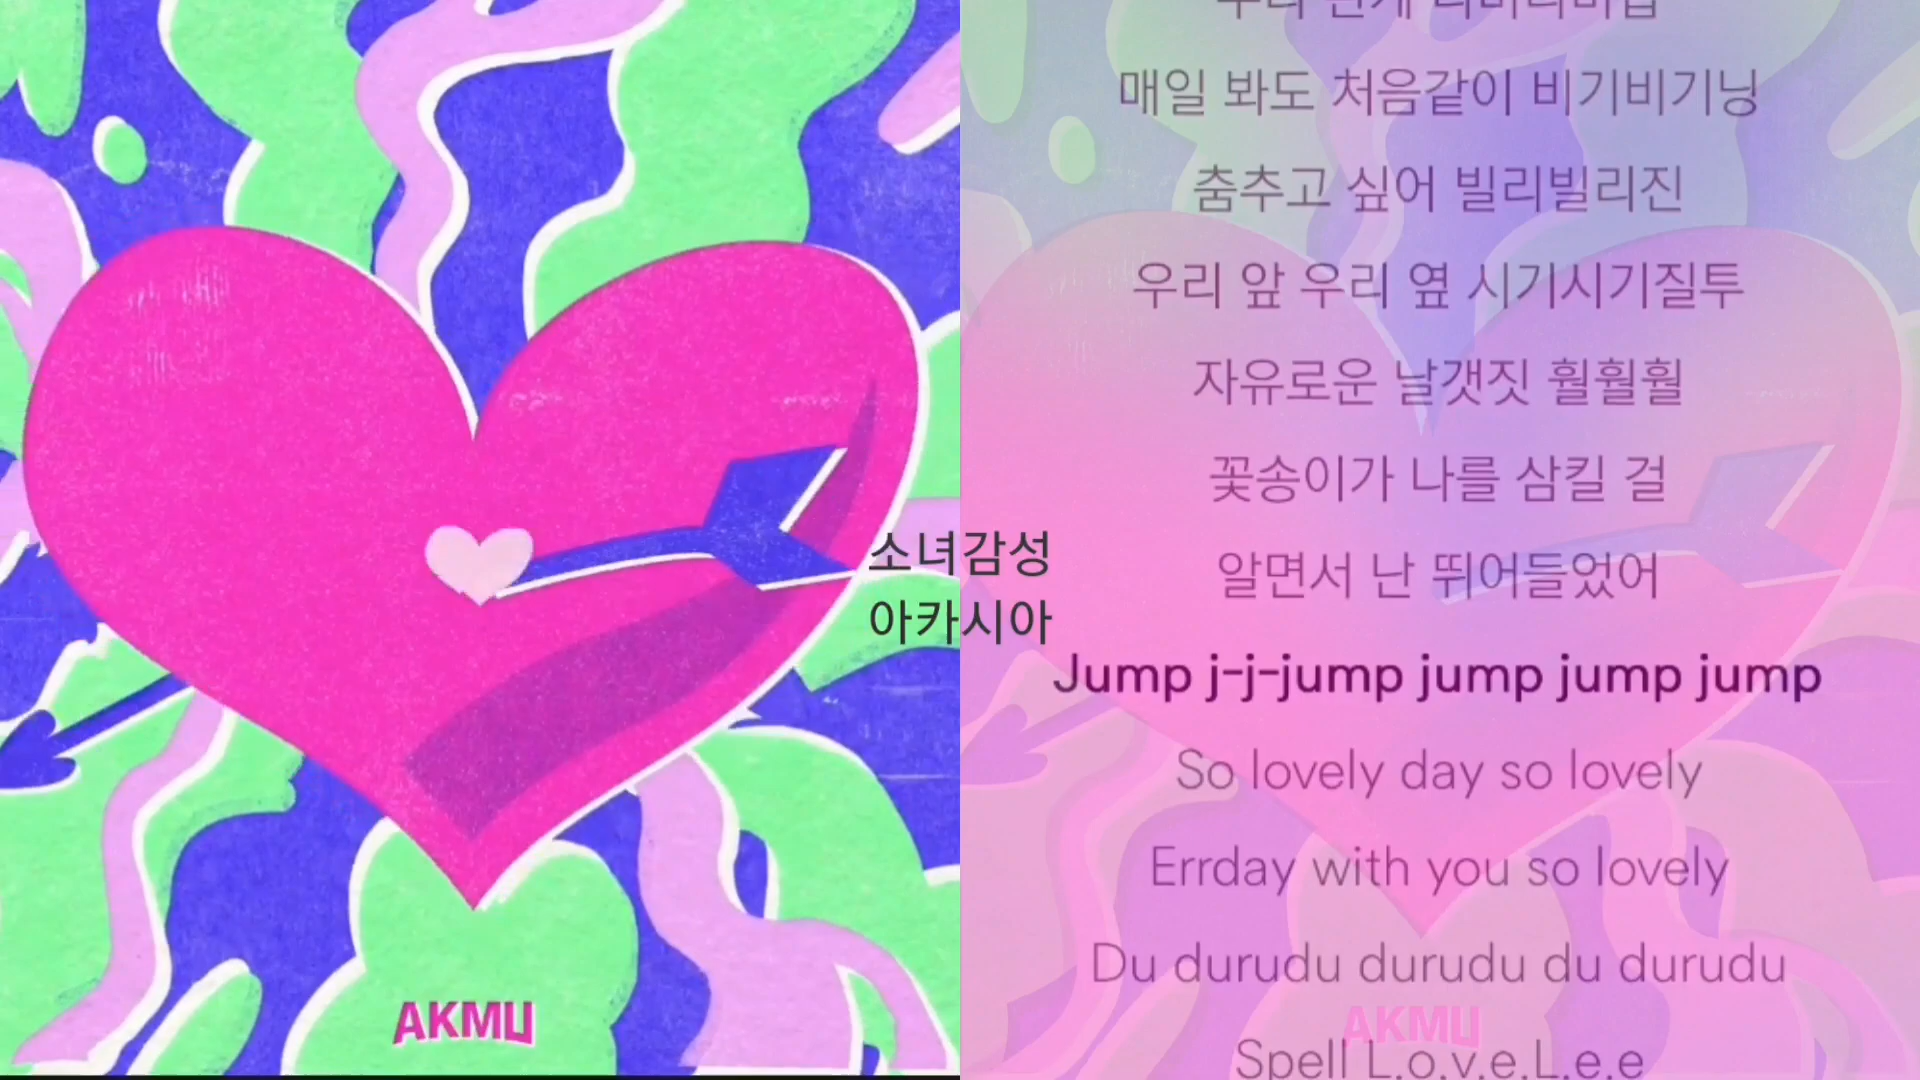 AKMU
소녀감성
아카시아
매일 봐도 처음같이 비기비기닝
춤추고 싶어 빌리빌리진
우리 앞 우리 옆 시기시기질투
자유로운 날갯짓 훨훨훨
꽃송이가 나를 삼킬 걸
알면서 난 뛰어들었어
Jump j-j-jump jump jump jump
So lovely day so lovely
Errday with you so lovely
Du durudu durudu du durudu
AKMU
Spell L.o.v.e.L.e.e